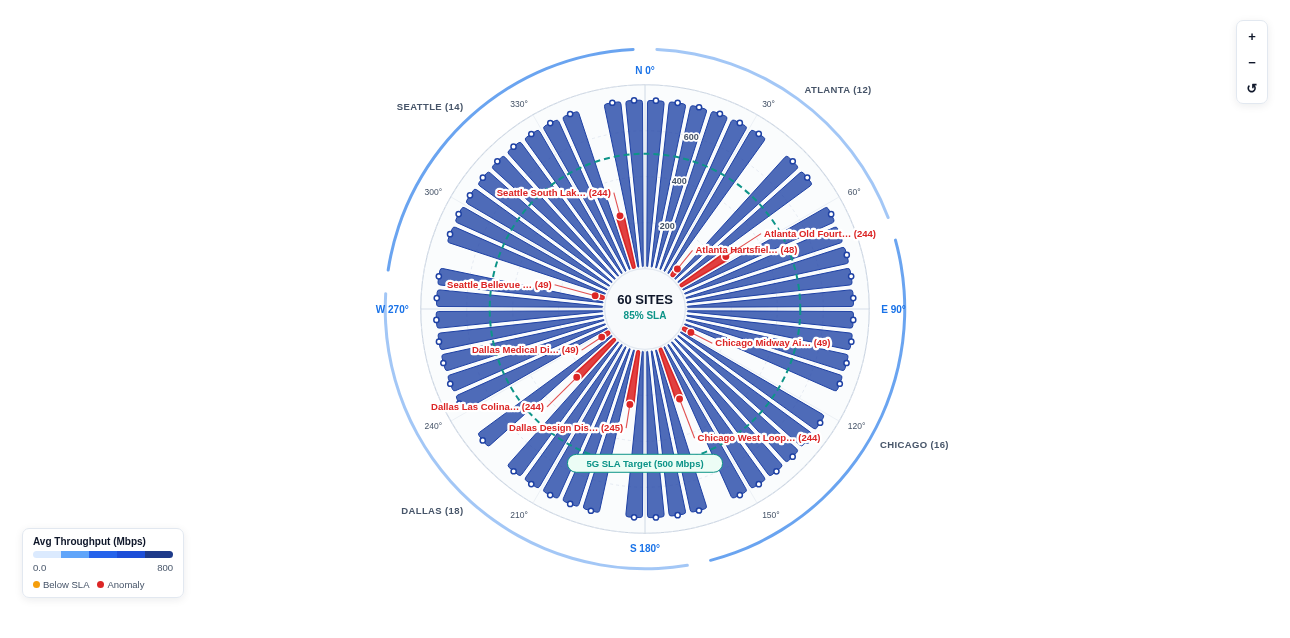 +
−
↺
N 0°
ATLANTA (12)
SEATTLE (14)
330°
30°
600
400
200
300°
60°
Seattle South Lak… (244)
Atlanta Old Fourt… (244)
Atlanta Hartsfiel… (48)
Seattle Bellevue … (49)
60 SITES
85% SLA
W 270°
E 90°
Chicago Midway Ai… (49)
Dallas Medical Di… (49)
Dallas Las Colina… (244)
Dallas Design Dis… (245)
Chicago West Loop… (244)
240°
120°
CHICAGO (16)
5G SLA Target (500 Mbps)
DALLAS (18)
210°
150°
S 180°
Avg Throughput (Mbps)
0.0 800
Below SLA Anomaly